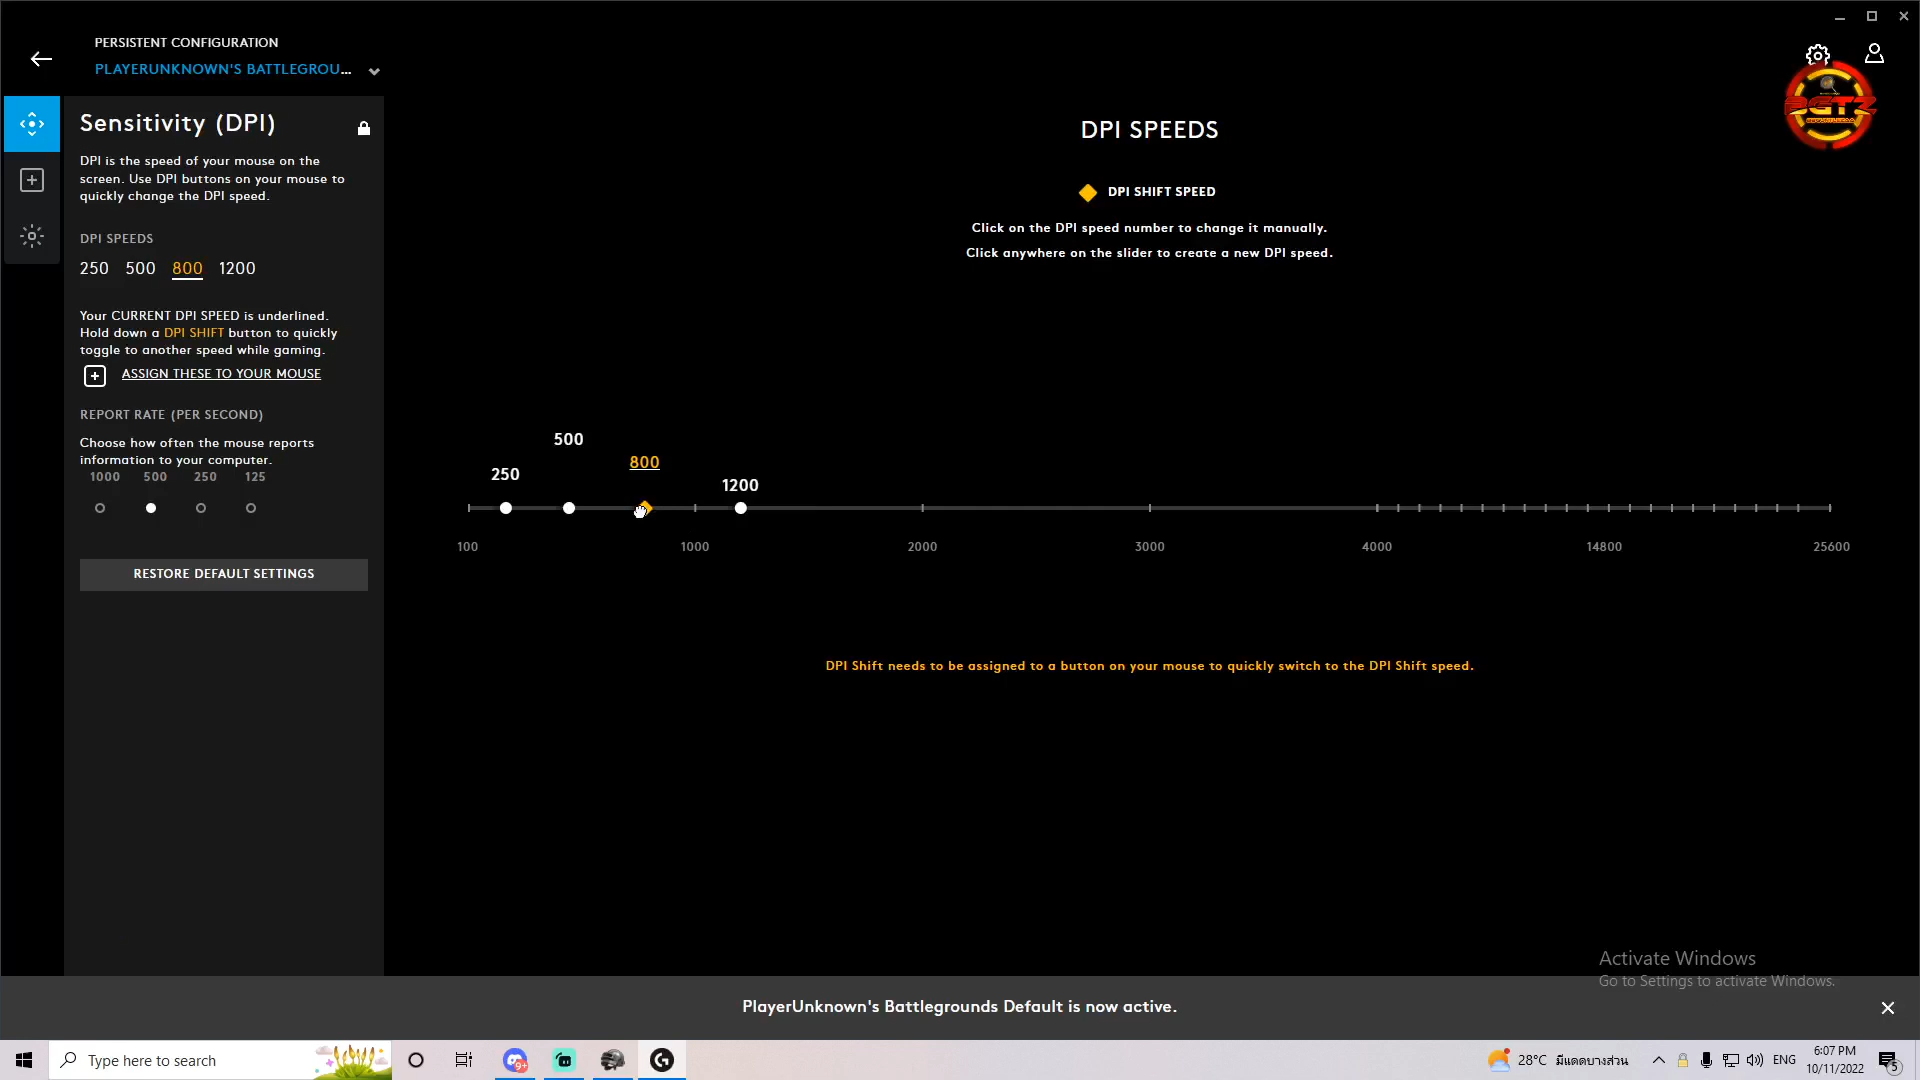 PERSISTENT CONFIGURATION
PLAYERUNKNOWN'S BATTLEGROU...
Sensitivity (DPI)
DPI is the speed of your mouse on the
screen. Use DPI buttons on your mouse to
quickly change the DPI speed.
DPI SPEEDS
250 500 800 1200
Your CURRENT DPI SPEED is underlined.
Hold down a DPI SHIFT button to quickly
toggle to another speed while gaming.
ASSIGN THESE TO YOUR MOUSE
REPORT RATE (PER SECOND)
Choose how often the mouse reports
information to your computer.
1000 500 250 125
RESTORE DEFAULT SETTINGS
DPI SPEEDS
DPI SHIFT SPEED
Click on the DPI speed number to change it manually.
Click anywhere on the slider to create a new DPI speed.
500
800
250
1200
100 1000 2000 3000 4000 14800 25600
DPI Shift needs to be assigned to a button on your mouse to quickly switch to the DPI Shift speed.
Activate Windows
Go to Settings to activate Windows.
PlayerUnknown's Battlegrounds Default is now active.
Type here to search
9+
28°C มีแดดบางส่วน
ENG
6:07 PM
10/11/2022
5